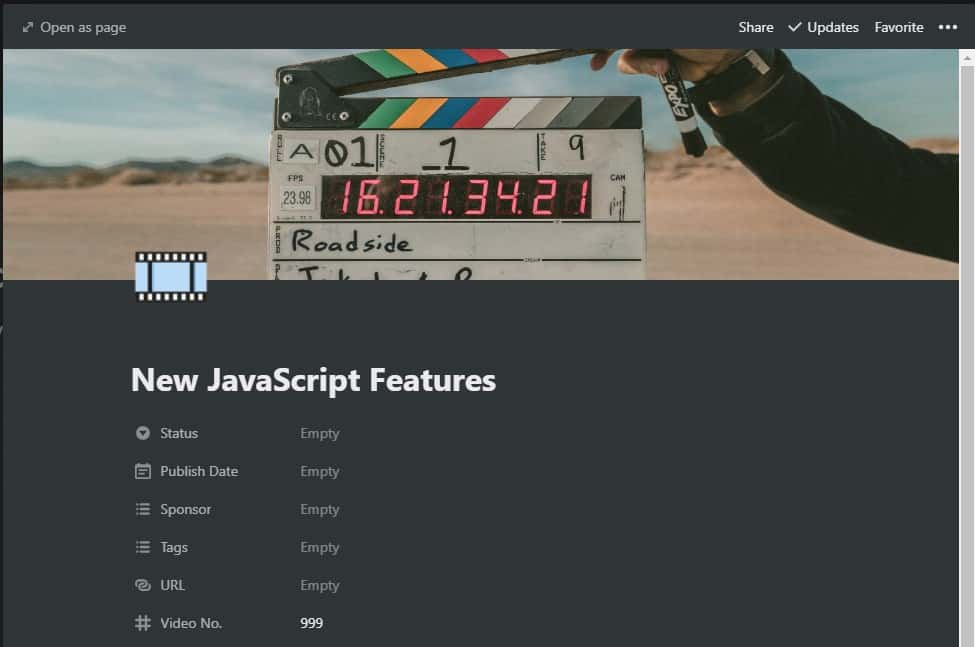 Open as page Share Updates Favorite
EXPO
ROLL A 01 SCENE 1 TAKE 9
FPS CAM
23.98 16.21.34.21
Roadside
New JavaScript Features
Status Empty
Publish Date Empty
Sponsor Empty
Tags Empty
URL Empty
Video No. 999